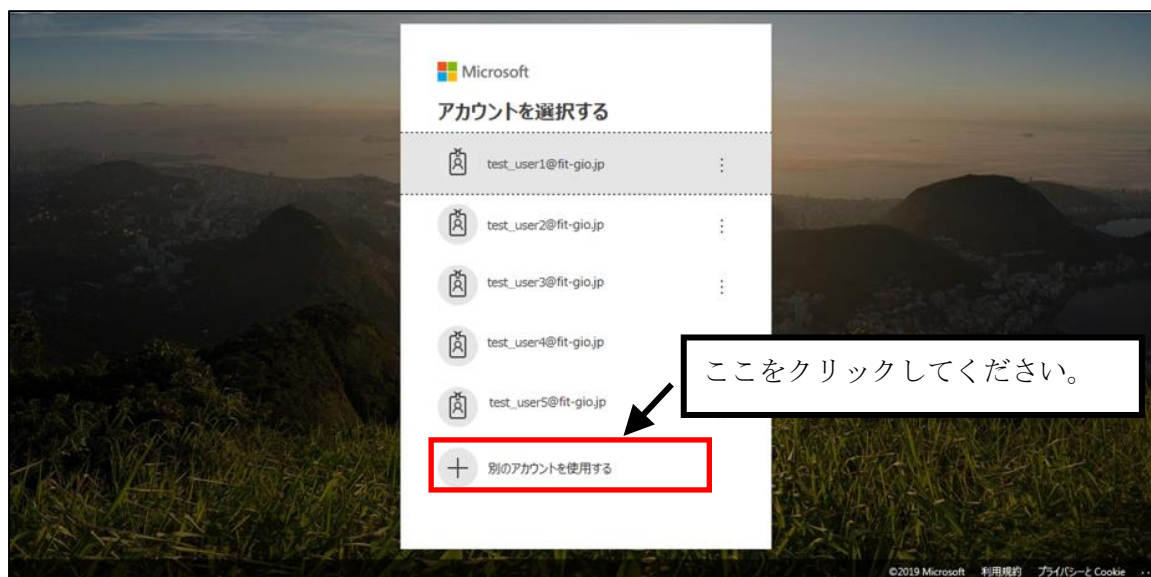 Microsoft
アカウントを選択する
test_user1@fit-gio.jp
test_user2@fit-gio.jp
test_user3@fit-gio.jp
test_user4@fit-gio.jp
ここをクリックしてください。
test_user5@fit-gio.jp
別のアカウントを使用する
©2019 Microsoft 利用規約 プライバシーと Cookie ...